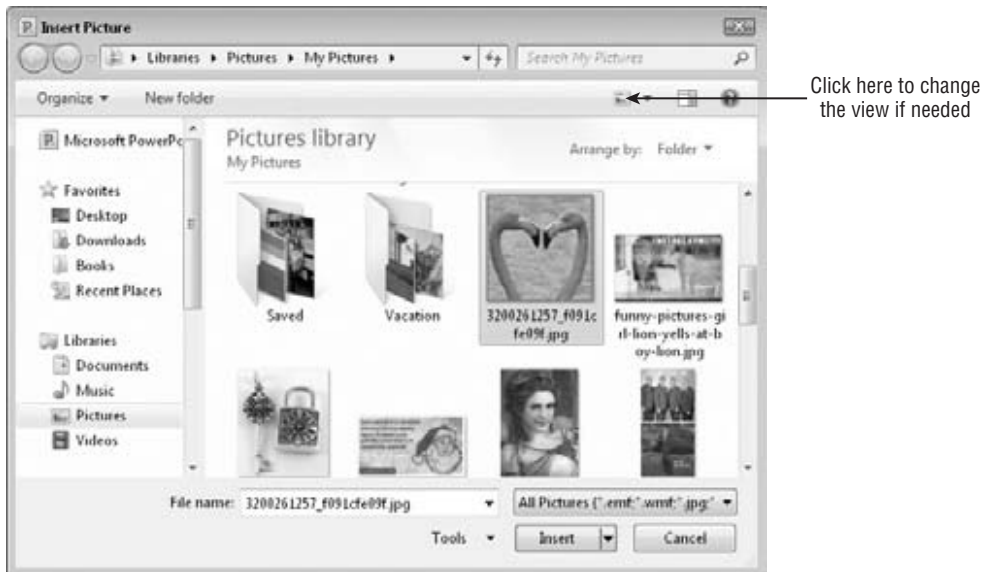 Insert Picture
Libraries Pictures My Pictures
Search My Pictures
Organize New folder
Click here to change
the view if needed
Microsoft PowerPo
Pictures library
My Pictures
Arrange by: Folder
Favorites
Desktop
Downloads
Books
Recent Places
Saved
Vacation
3200261257_f091c
fe09f.jpg
funny-pictures-gi
rl-lion-yells-at-b
oy-lion.jpg
Libraries
Documents
Music
Pictures
Videos
File name: 3200261257_f091cfe09f.jpg
All Pictures (*.emf;*.wmf;*.jpg;*
Tools
Insert
Cancel